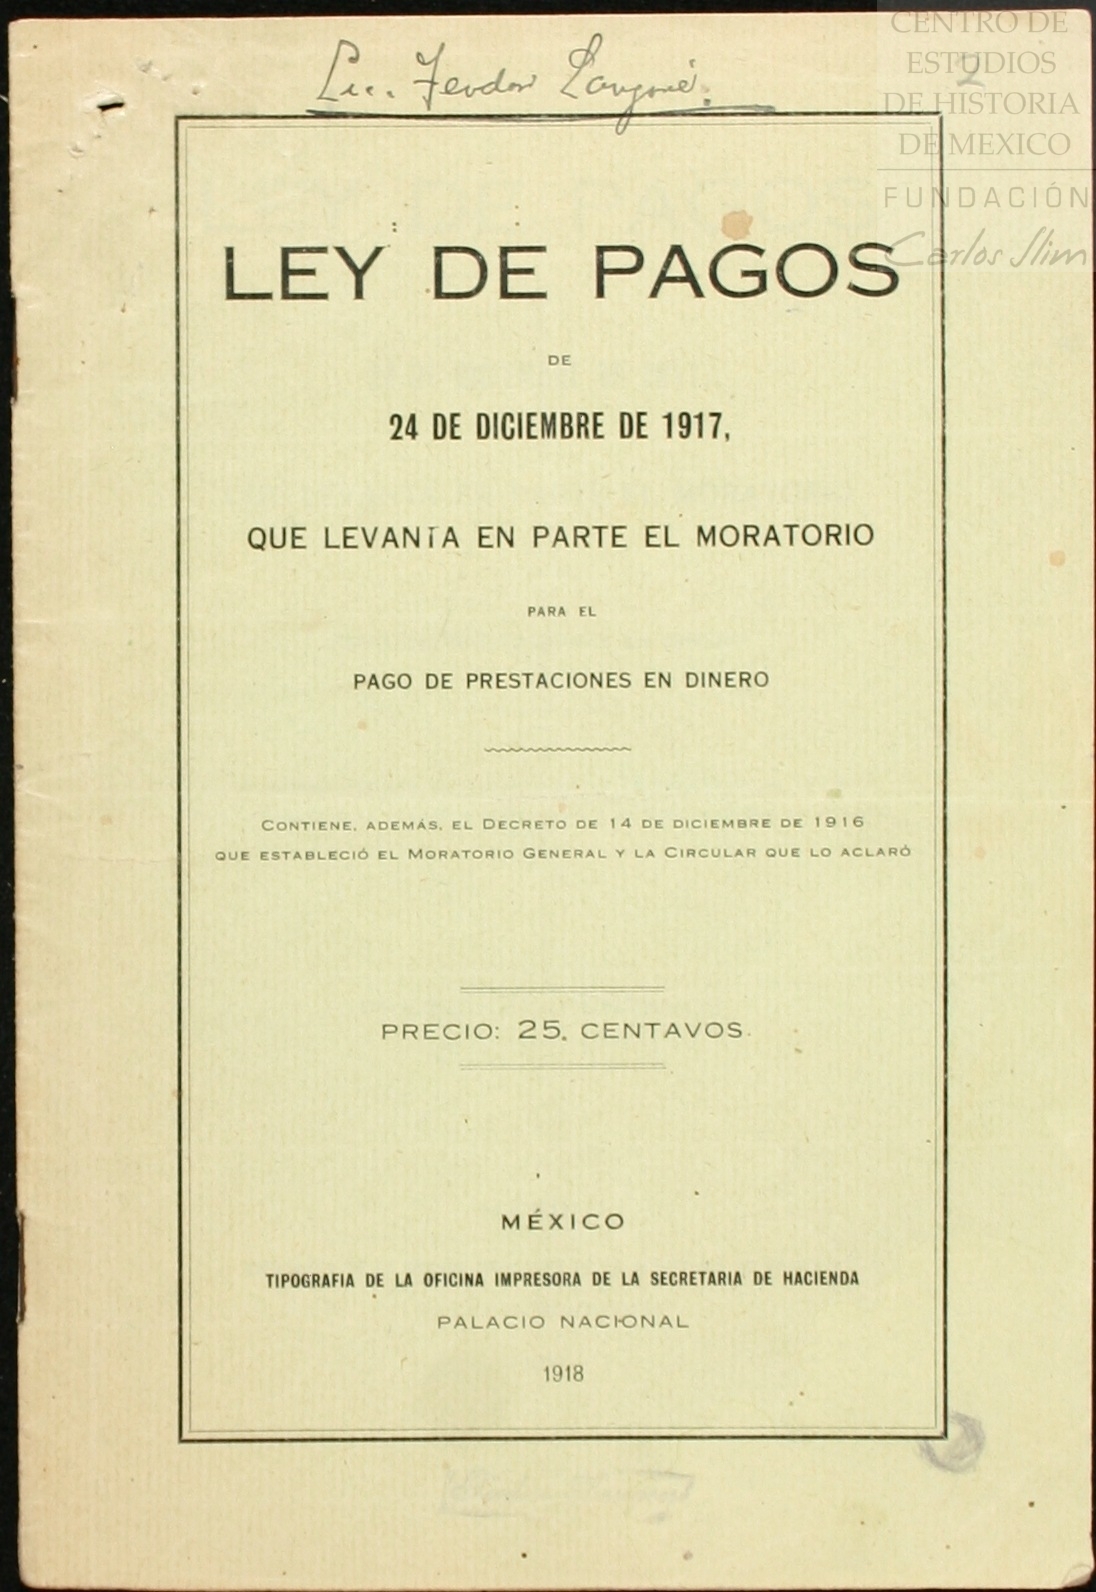 CENTRO DE
ESTUDIOS
DE HISTORIA
DE MEXICO
FUNDACIÓN
Carlos Slim
2
Lic.
LEY DE PAGOS
DE
24 DE DICIEMBRE DE 1917,
QUE LEVANTA EN PARTE EL MORATORIO
PARA EL
PAGO DE PRESTACIONES EN DINERO
CONTIENE, ADEMÁS, EL DECRETO DE 14 DE DICIEMBRE DE 1916
QUE ESTABLECIÓ EL MORATORIO GENERAL Y LA CIRCULAR QUE LO ACLARÓ
PRECIO: 25. CENTAVOS.
MÉXICO
TIPOGRAFIA DE LA OFICINA IMPRESORA DE LA SECRETARIA DE HACIENDA
PALACIO NACIONAL
1918